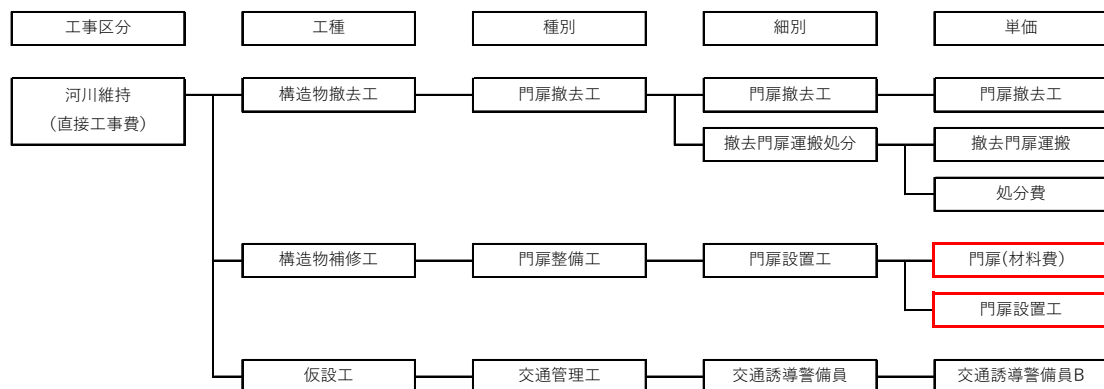 工事区分
工種
種別
細別
単価
河川維持
(直接工事費)
構造物撤去工
門扉撤去工
門扉撤去工
門扉撤去工
撤去門扉運搬処分
撤去門扉運搬
処分費
構造物補修工
門扉整備工
門扉設置工
門扉(材料費)
門扉設置工
仮設工
交通管理工
交通誘導警備員
交通誘導警備員B